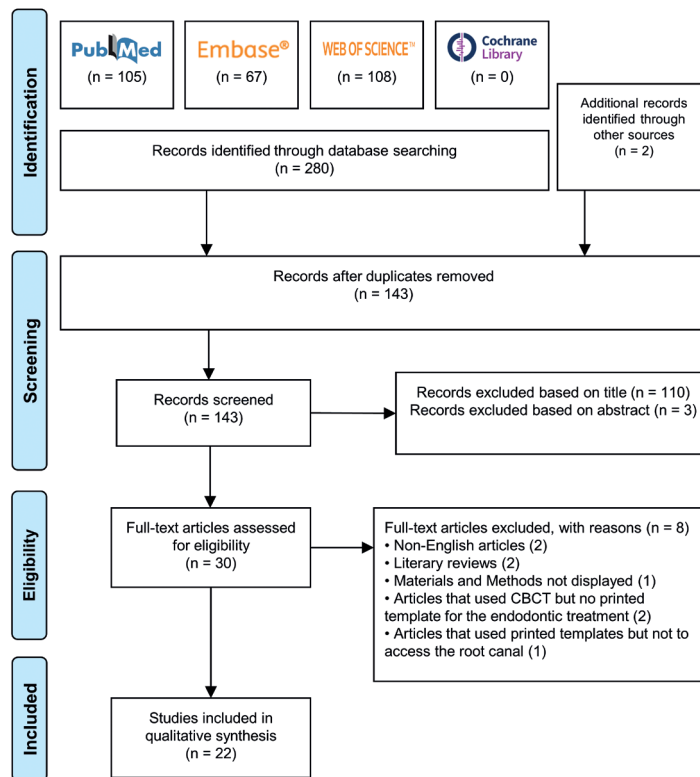 Identification
PubMed
(n = 105)
Embase®
(n = 67)
WEB OF SCIENCE™
(n = 108)
Cochrane
Library
(n = 0)
Additional records
identified through
other sources
(n = 2)
Records identified through database searching
(n = 280)
Screening
Records after duplicates removed
(n = 143)
Records screened
(n = 143)
Records excluded based on title (n = 110)
Records excluded based on abstract (n = 3)
Eligibility
Full-text articles assessed
for eligibility
(n = 30)
Full-text articles excluded, with reasons (n = 8)
• Non-English articles (2)
• Literary reviews (2)
• Materials and Methods not displayed (1)
• Articles that used CBCT but no printed
template for the endodontic treatment (2)
• Articles that used printed templates but not to
access the root canal (1)
Included
Studies included in
qualitative synthesis
(n = 22)